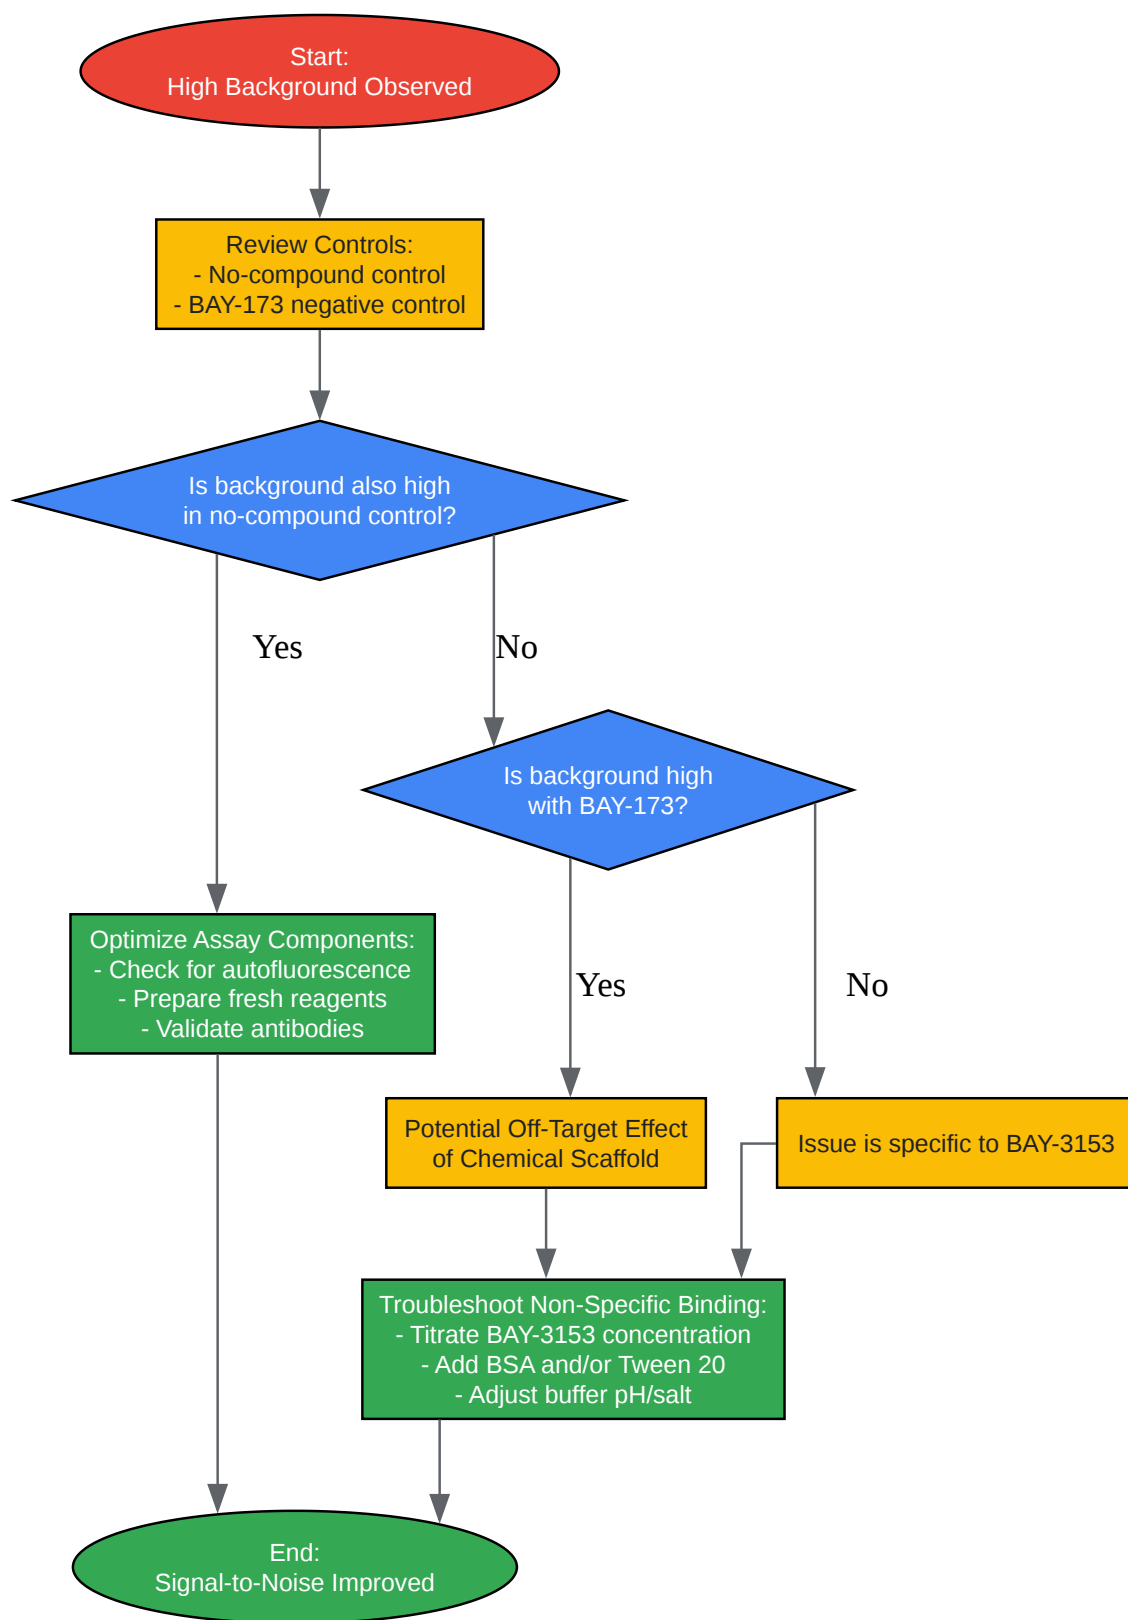 Start:
High Background Observed
Review Controls:
- No-compound control
- BAY-173 negative control
Is background also high
in no-compound control?
Yes
No
Is background high
with BAY-173?
Optimize Assay Components:
- Check for autofluorescence
- Prepare fresh reagents
- Validate antibodies
Yes
No
Potential Off-Target Effect
of Chemical Scaffold
Issue is specific to BAY-3153
Troubleshoot Non-Specific Binding:
- Titrate BAY-3153 concentration
- Add BSA and/or Tween 20
- Adjust buffer pH/salt
End:
Signal-to-Noise Improved